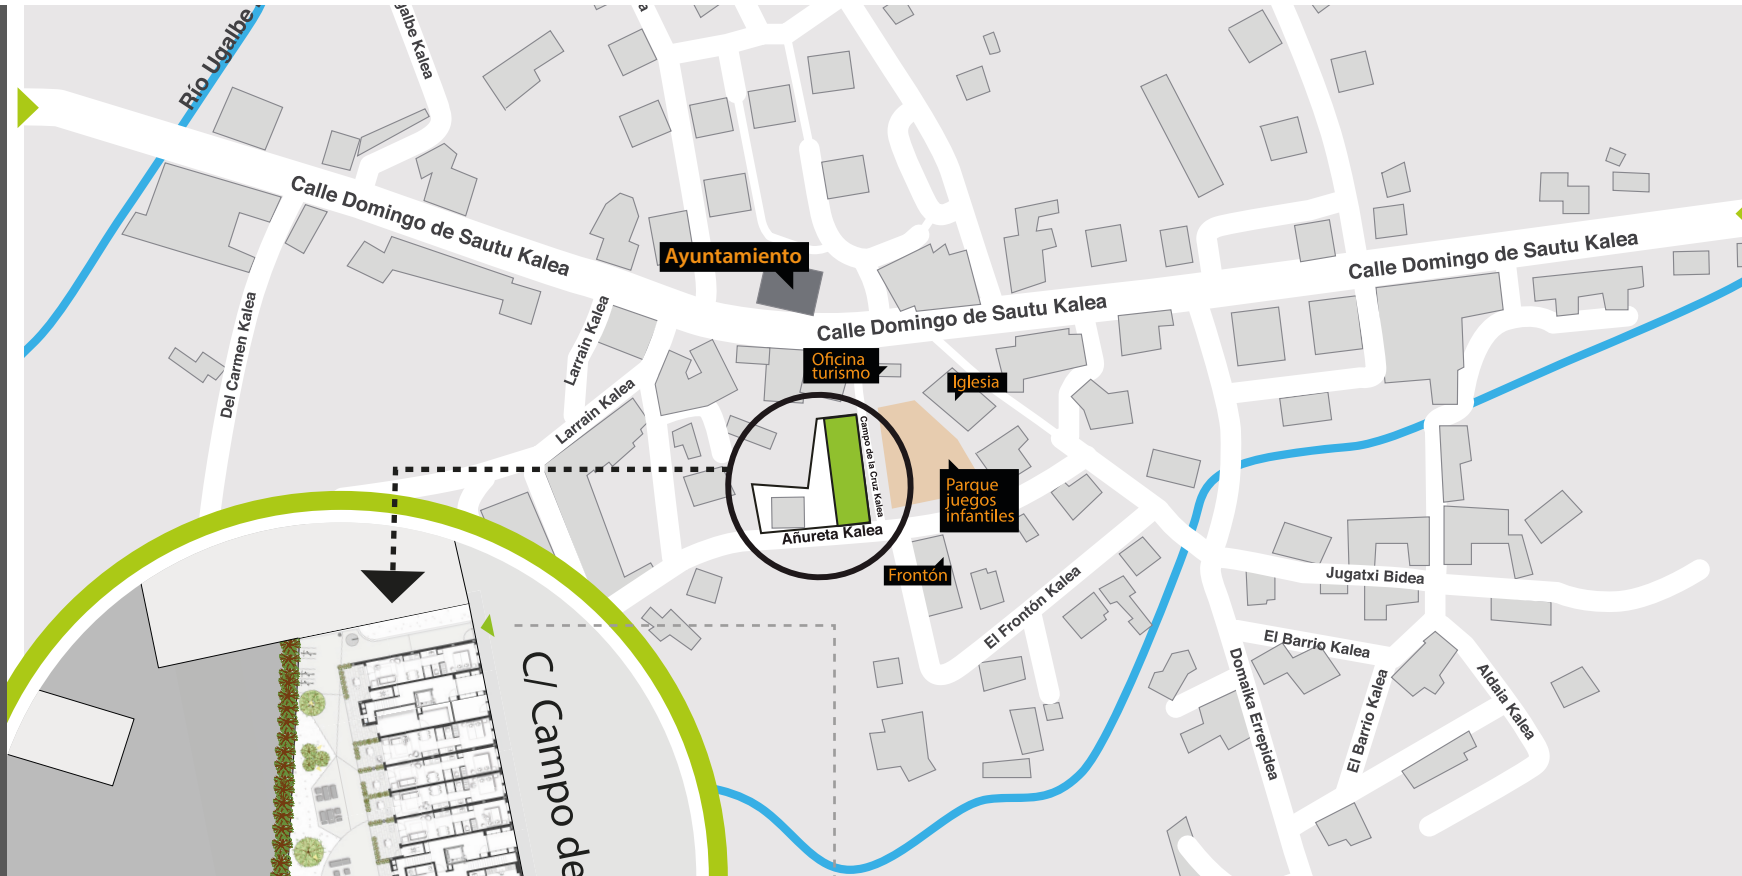 Río Ugalbe
galbe Kalea
Calle Domingo de Sautu Kalea
Ayuntamiento
Calle Domingo de Sautu Kalea
Calle Domingo de Sautu Kalea
Del Carmen Kalea
Larrain Kalea
Larrain Kalea
Oficina
turismo
Iglesia
Campo de la Cruz Kalea
Parque
juegos
infantiles
Añureta Kalea
Frontón
El Frontón Kalea
Jugatxi Bidea
El Barrio Kalea
Domaika Errepidea
El Barrio Kalea
Aldaia Kalea
C/ Campo de